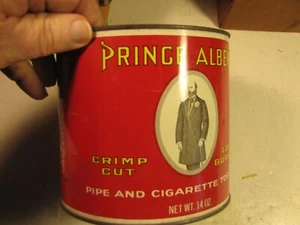 PRINCE ALBE
CRIMP
CUT
PIPE AND CIGARETTE TO
NET WT. 14 OZ.